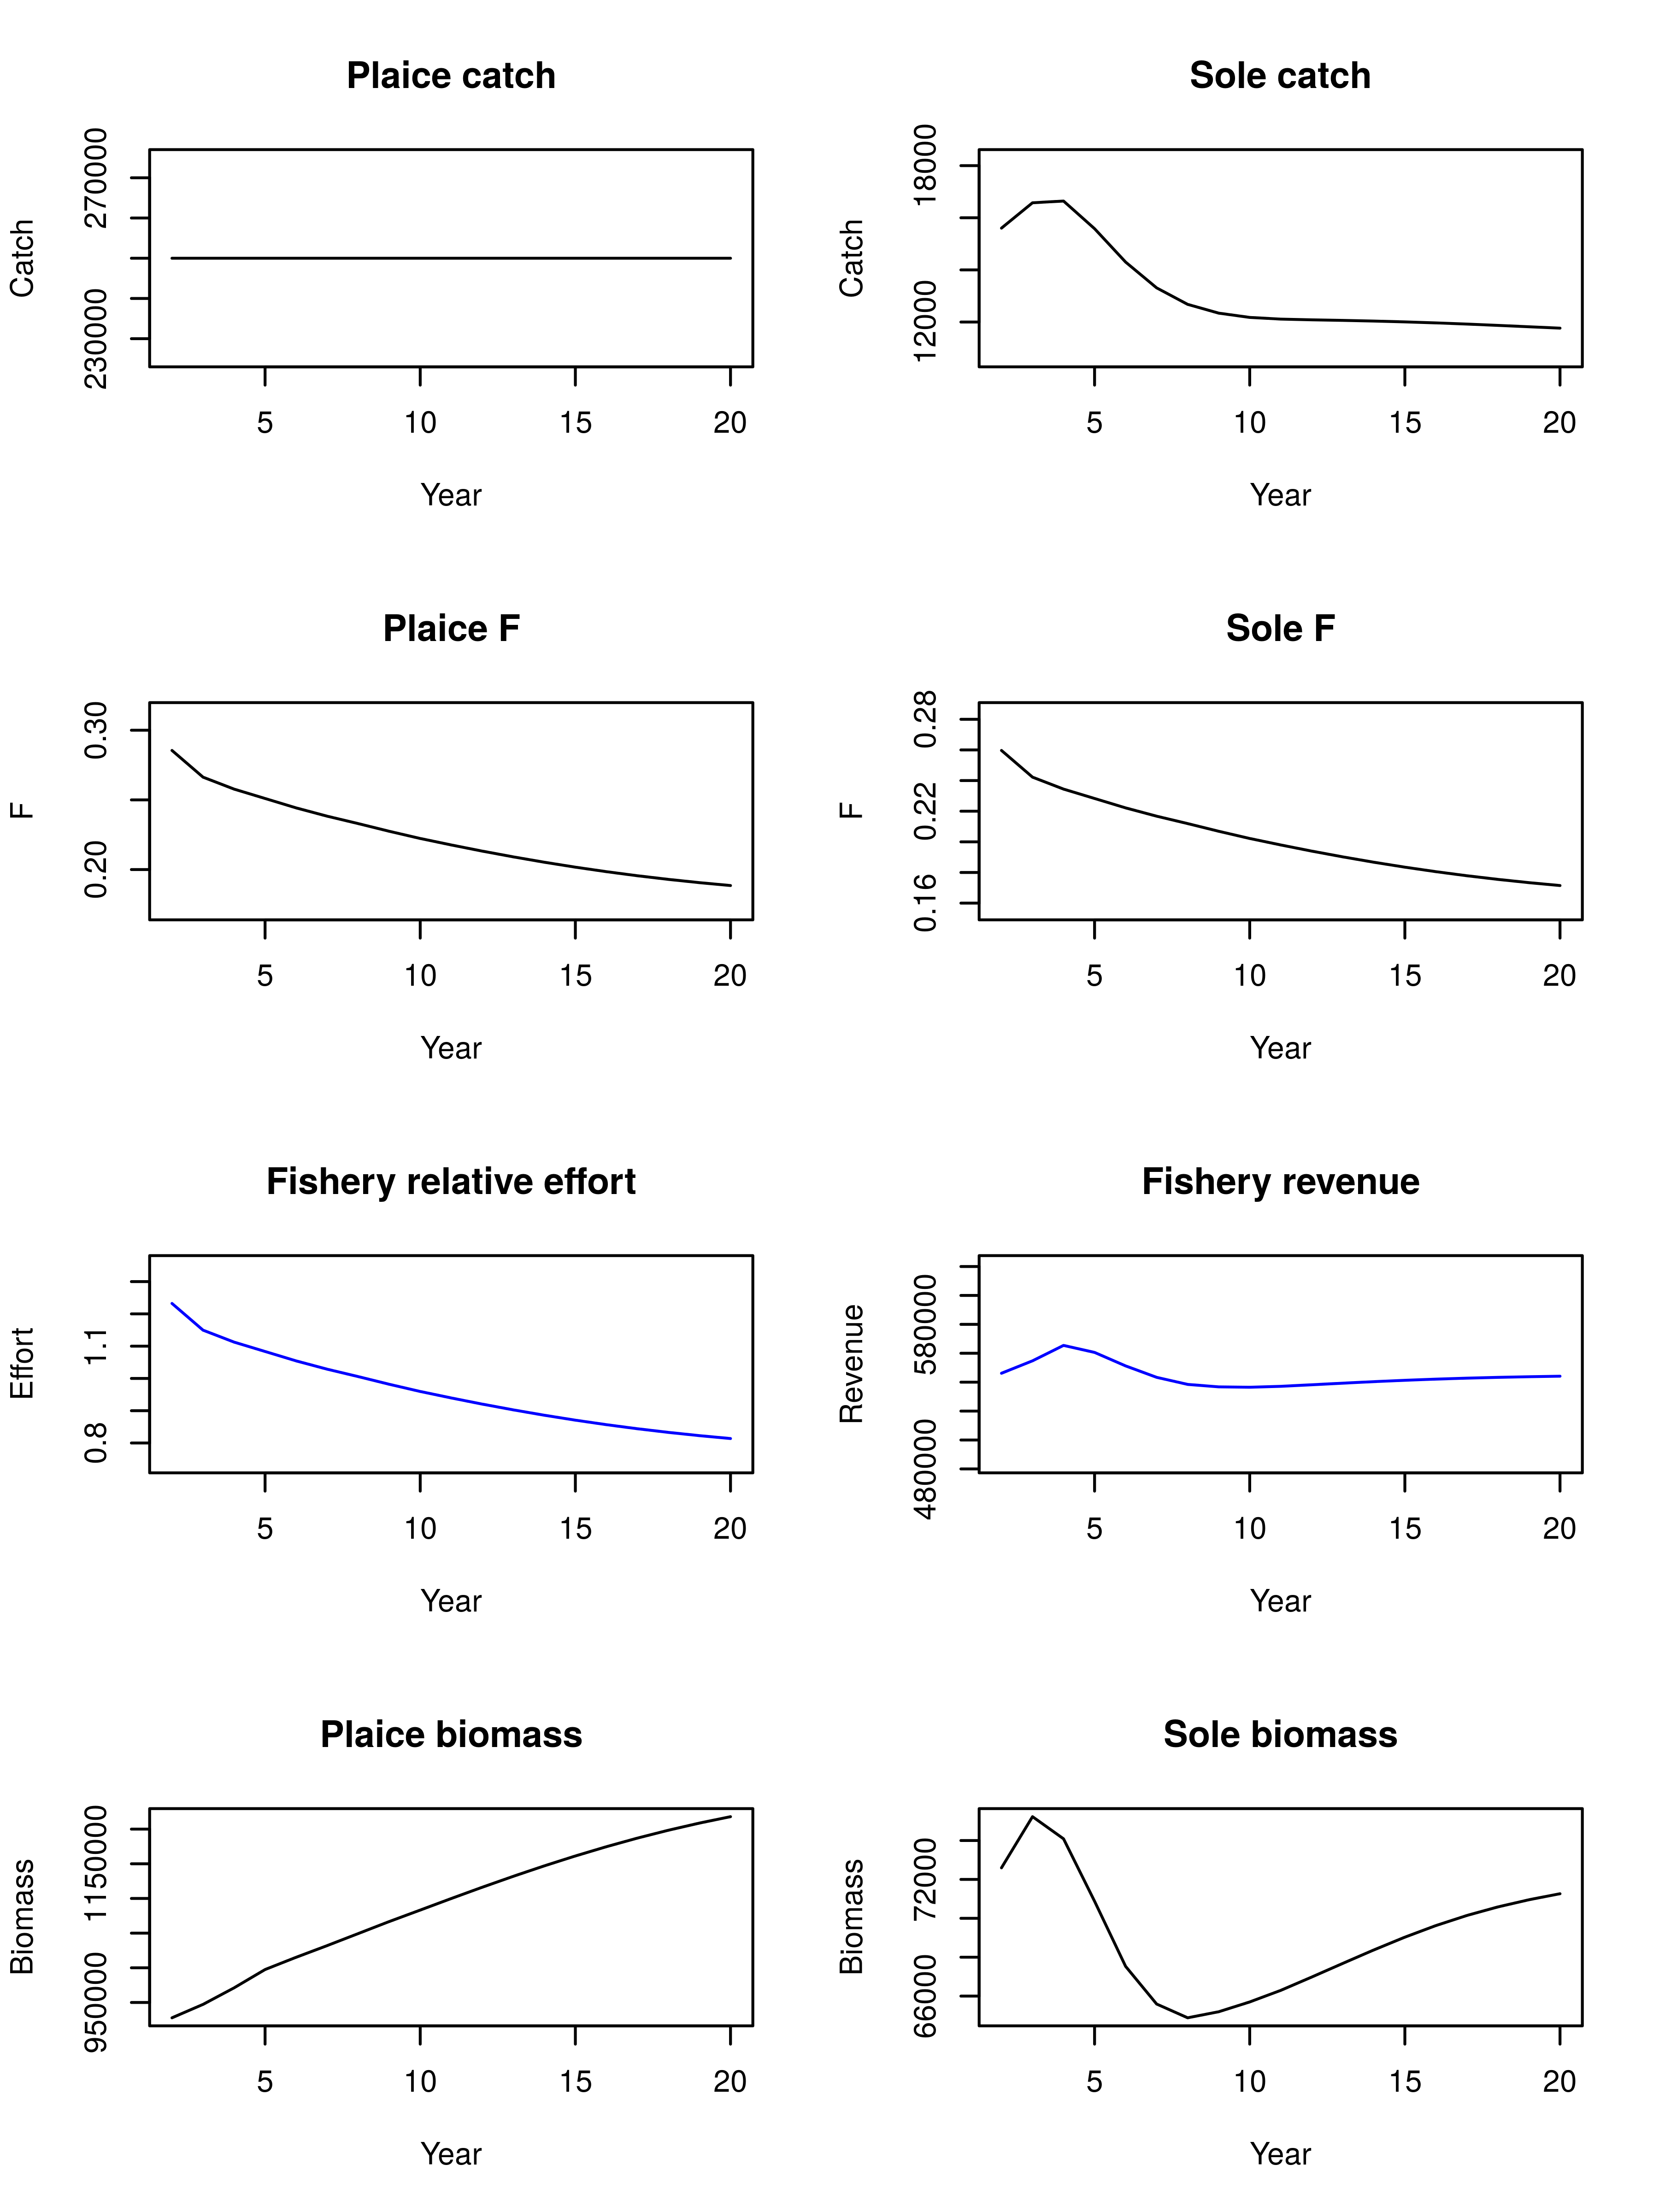 Plaice catch
Catch
230000 270000
5 10 15 20
Year
Sole catch
Catch
12000 18000
5 10 15 20
Year
Plaice F
F
0.20 0.30
5 10 15 20
Year
Sole F
F
0.16 0.22 0.28
5 10 15 20
Year
Fishery relative effort
Effort
0.8 1.1
5 10 15 20
Year
Fishery revenue
Revenue
480000 580000
5 10 15 20
Year
Plaice biomass
Biomass
950000 1150000
5 10 15 20
Year
Sole biomass
Biomass
66000 72000
5 10 15 20
Year